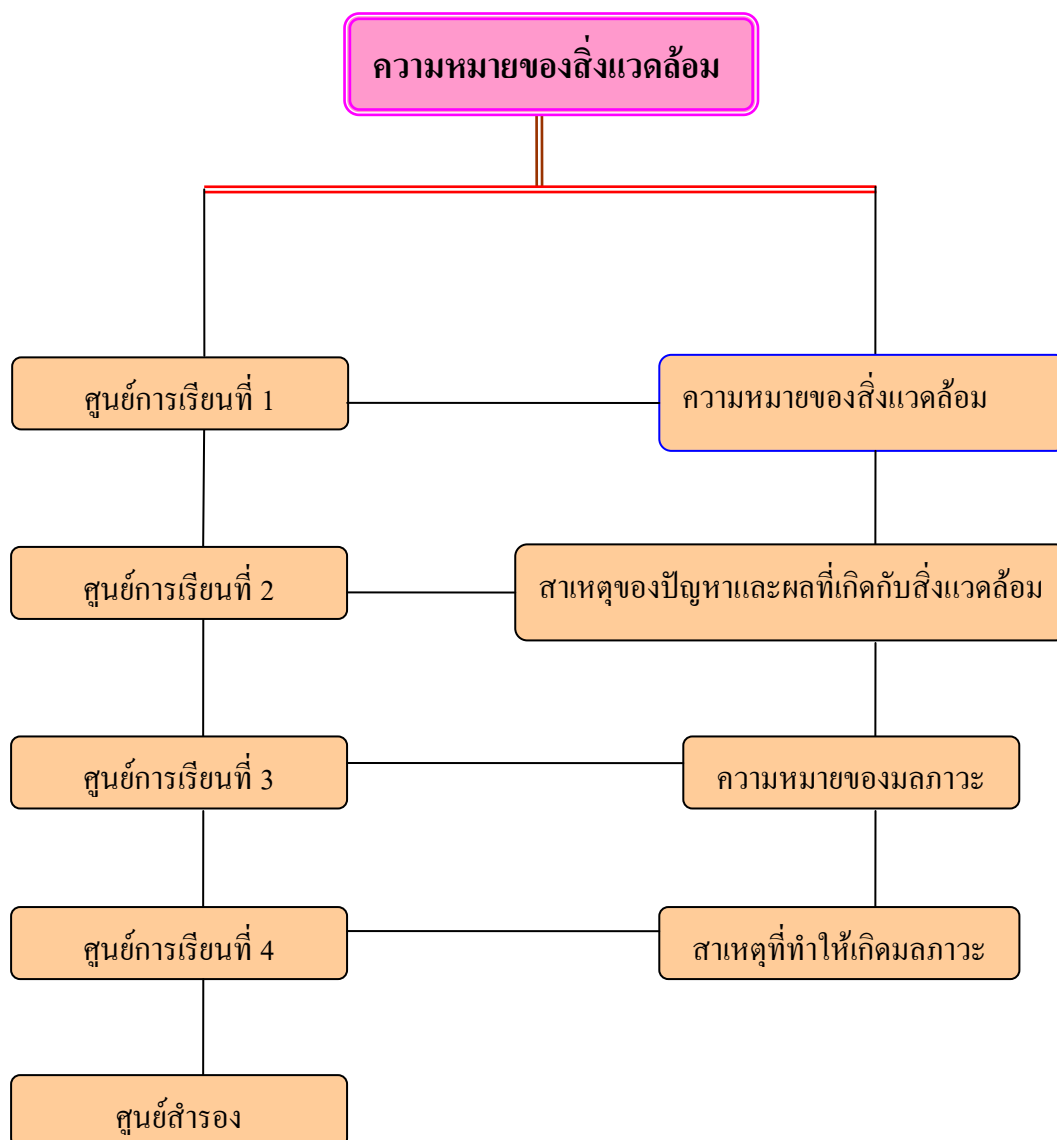 ความหมายของสิ่งแวดล้อม
ศูนย์การเรียนที่ 1
ความหมายของสิ่งแวดล้อม
ศูนย์การเรียนที่ 2
สาเหตุของปัญหาและผลที่เกิดกับสิ่งแวดล้อม
ศูนย์การเรียนที่ 3
ความหมายของมลภาวะ
ศูนย์การเรียนที่ 4
สาเหตุที่ทำให้เกิดมลภาวะ
ศูนย์สำรอง